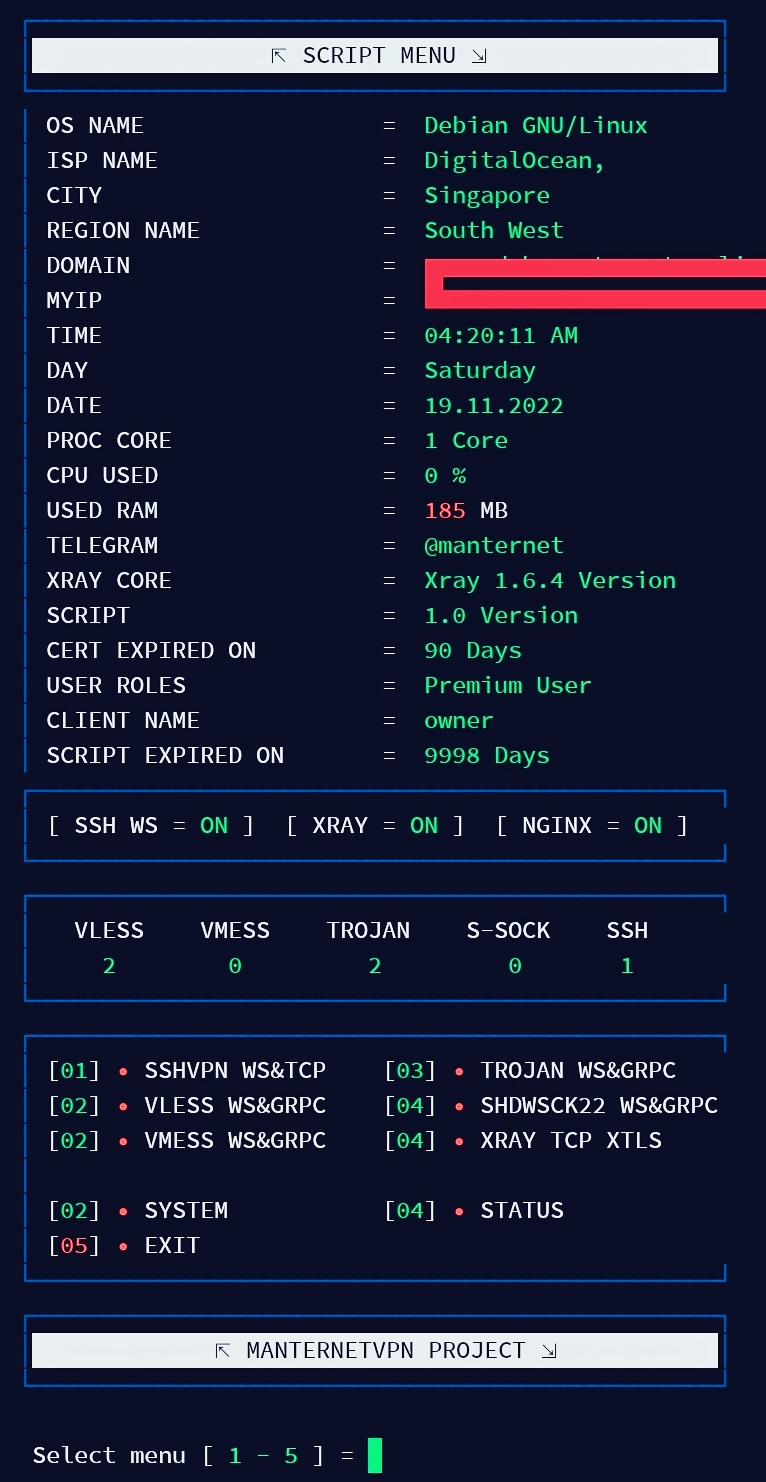 ⇱ SCRIPT MENU ⇲
OS NAME = Debian GNU/Linux
ISP NAME = DigitalOcean,
CITY = Singapore
REGION NAME = South West
DOMAIN =
MYIP =
TIME = 04:20:11 AM
DAY = Saturday
DATE = 19.11.2022
PROC CORE = 1 Core
CPU USED = 0 %
USED RAM = 185 MB
TELEGRAM = @manternet
XRAY CORE = Xray 1.6.4 Version
SCRIPT = 1.0 Version
CERT EXPIRED ON = 90 Days
USER ROLES = Premium User
CLIENT NAME = owner
SCRIPT EXPIRED ON = 9998 Days
[ SSH WS = ON ] [ XRAY = ON ] [ NGINX = ON ]
VLESS VMESS TROJAN S-SOCK SSH
2 0 2 0 1
[01] • SSHVPN WS&TCP [03] • TROJAN WS&GRPC
[02] • VLESS WS&GRPC [04] • SHDWSCK22 WS&GRPC
[02] • VMESS WS&GRPC [04] • XRAY TCP XTLS
[02] • SYSTEM [04] • STATUS
[05] • EXIT
⇱ MANTERNETVPN PROJECT ⇲
Select menu [ 1 - 5 ] =